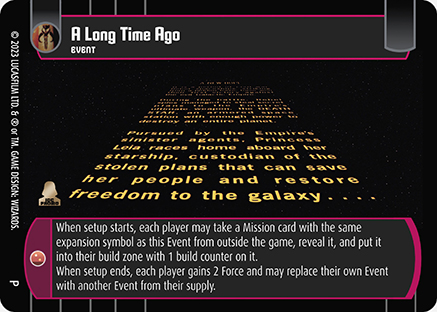 A Long Time Ago
EVENT
destroy an entire planet.
Pursued by the Empire's
sinister agents, Princess
Leia races home aboard her
starship, custodian of the
stolen plans that can save
her people and restore
freedom to the galaxy....
When setup starts, each player may take a Mission card with the same
expansion symbol as this Event from outside the game, reveal it, and put it
into their build zone with 1 build counter on it.
When setup ends, each player gains 2 Force and may replace their own Event
with another Event from their supply.
© 2023 LUCASFILM LTD. & ® or TM. GAME DESIGN: WIZARDS.
P